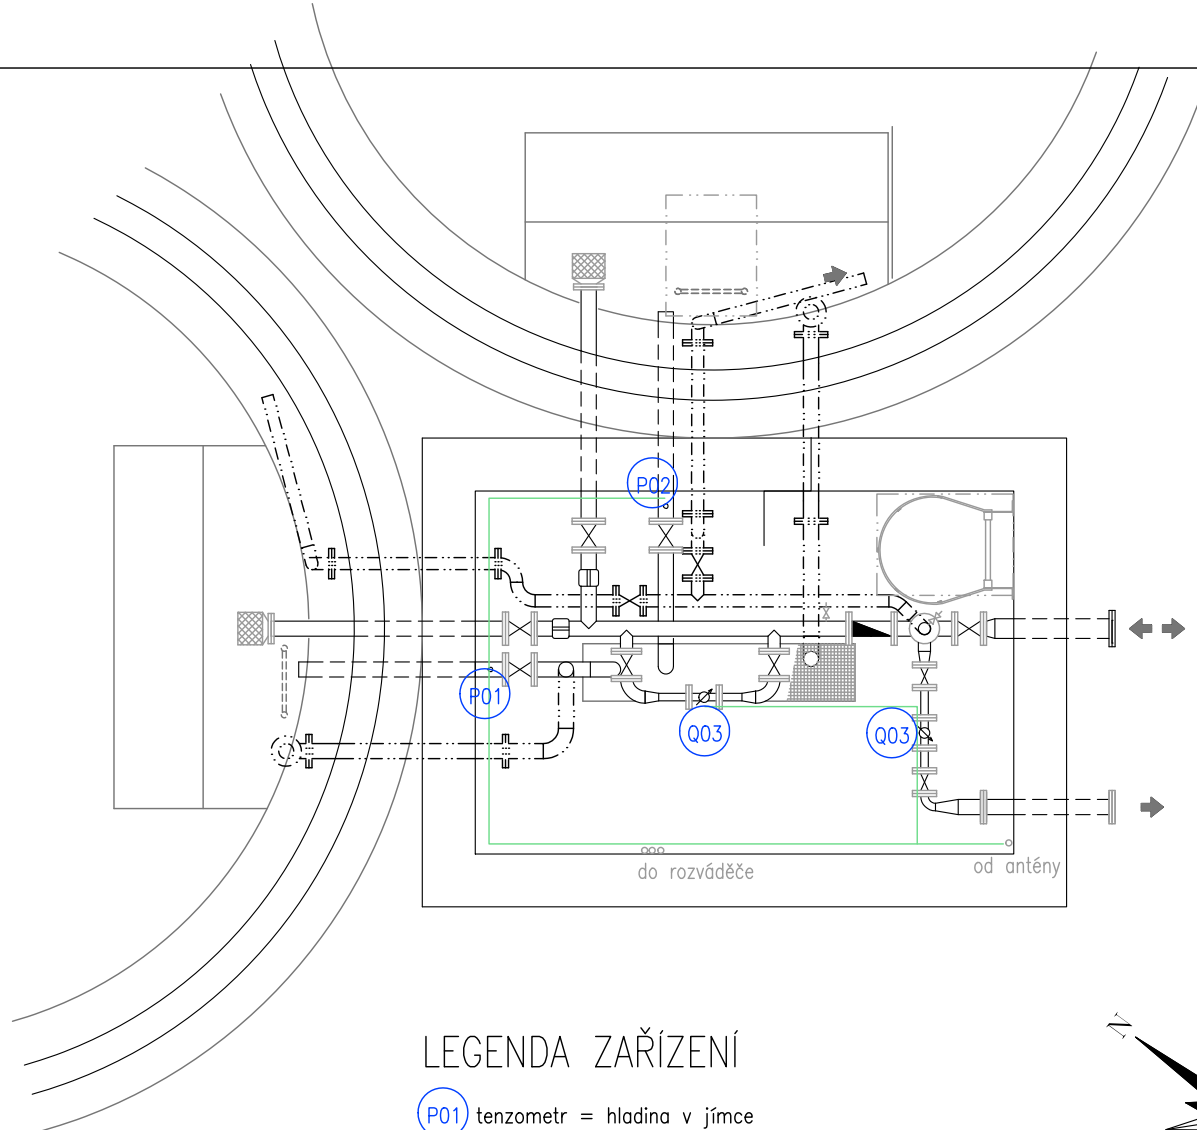 P02
P01
Q03
Q03
do rozváděče
od antény
LEGENDA ZAŘÍZENÍ
N
P01 tenzometr = hladina v jímce